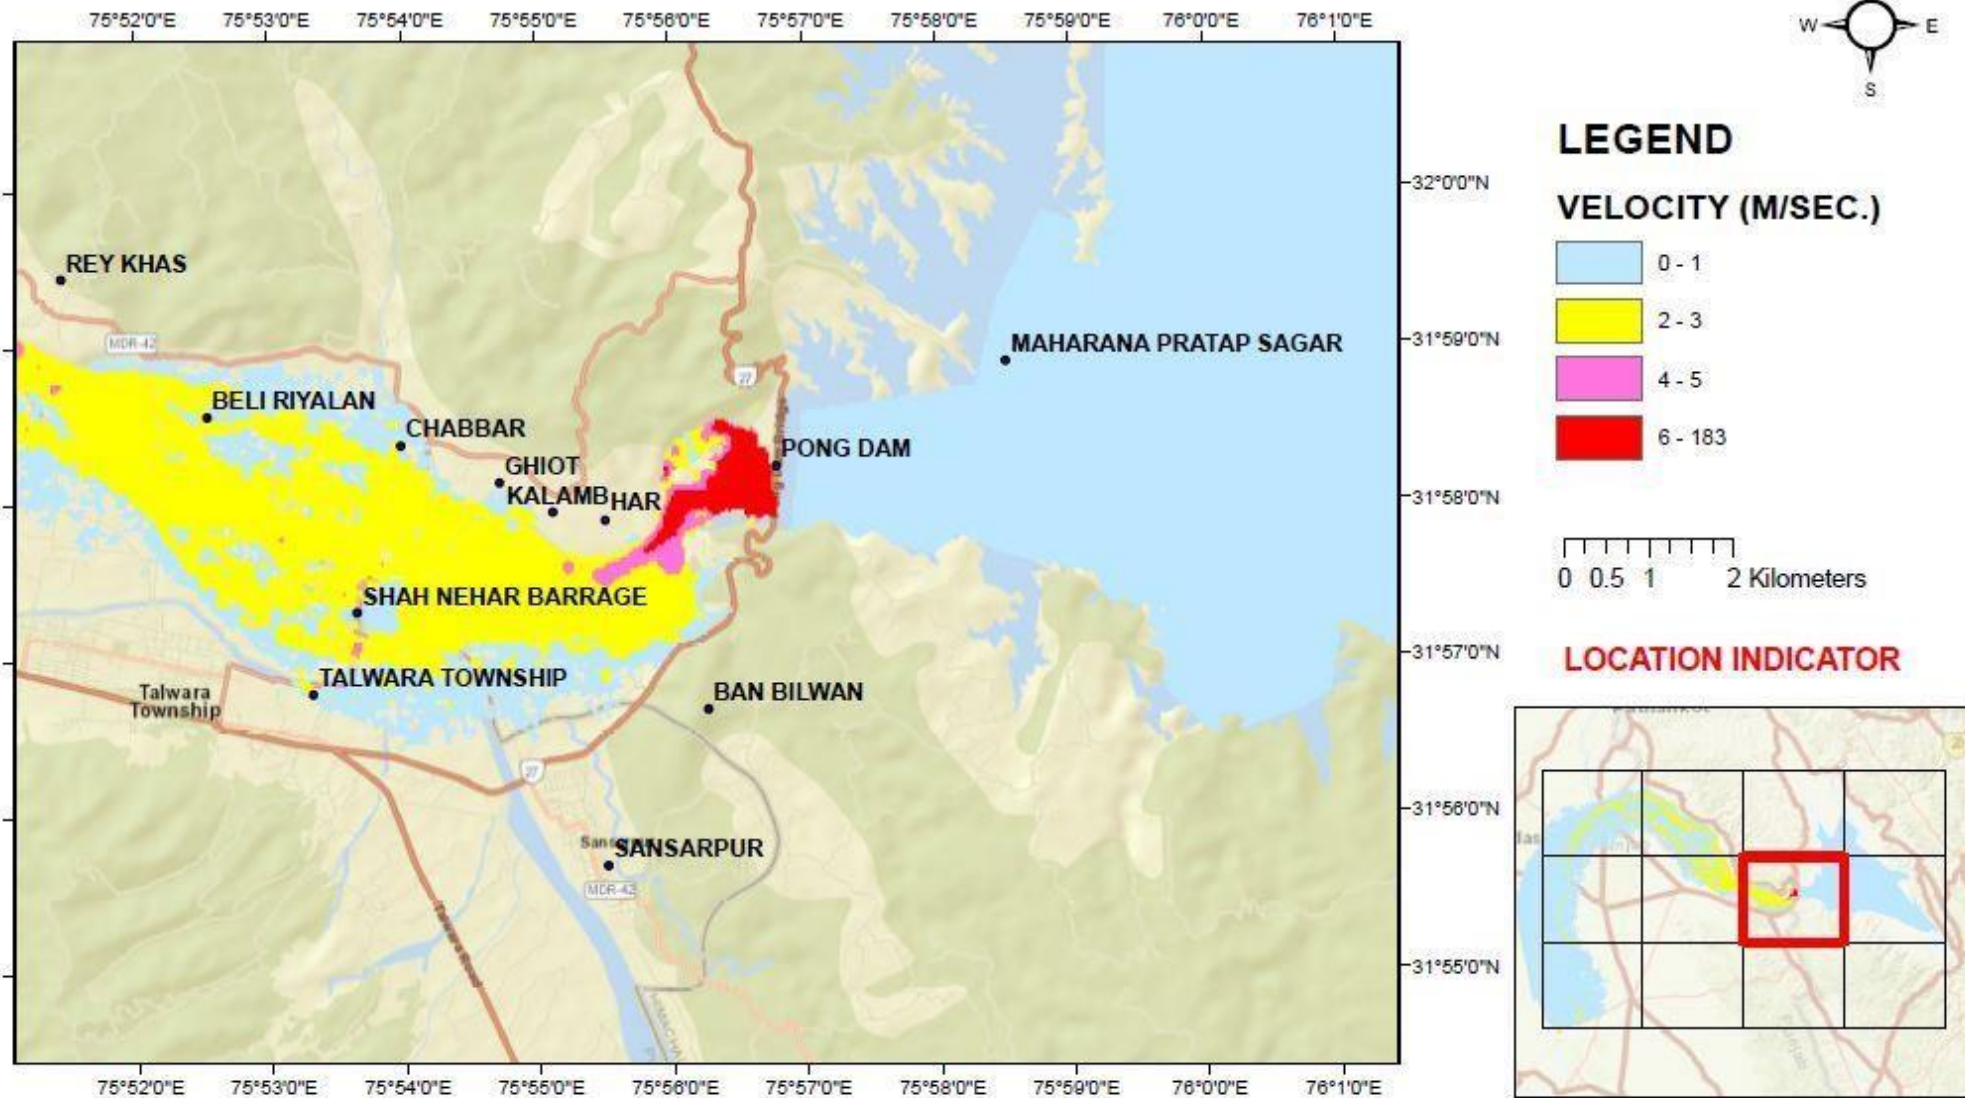 75°52'0"E 75°53'0"E 75°54'0"E 75°55'0"E 75°56'0"E 75°57'0"E 75°58'0"E 75°59'0"E 76°0'0"E 76°1'0"E
W E
S
LEGEND
VELOCITY (M/SEC.)
0 - 1
2 - 3
4 - 5
6 - 183
0 0.5 1 2 Kilometers
LOCATION INDICATOR
32°0'0"N
31°59'0"N
31°58'0"N
31°57'0"N
31°56'0"N
31°55'0"N
REY KHAS
MDR-42
MAHARANA PRATAP SAGAR
27
BELI RIYALAN
CHABBAR
PONG DAM
GHIOT
KALAMB
HAR
SHAH NEHAR BARRAGE
TALWARA TOWNSHIP
Talwara
Township
BAN BILWAN
27
SANSARPUR
MDR-42
Talwara Road
75°52'0"E 75°53'0"E 75°54'0"E 75°55'0"E 75°56'0"E 75°57'0"E 75°58'0"E 75°59'0"E 76°0'0"E 76°1'0"E